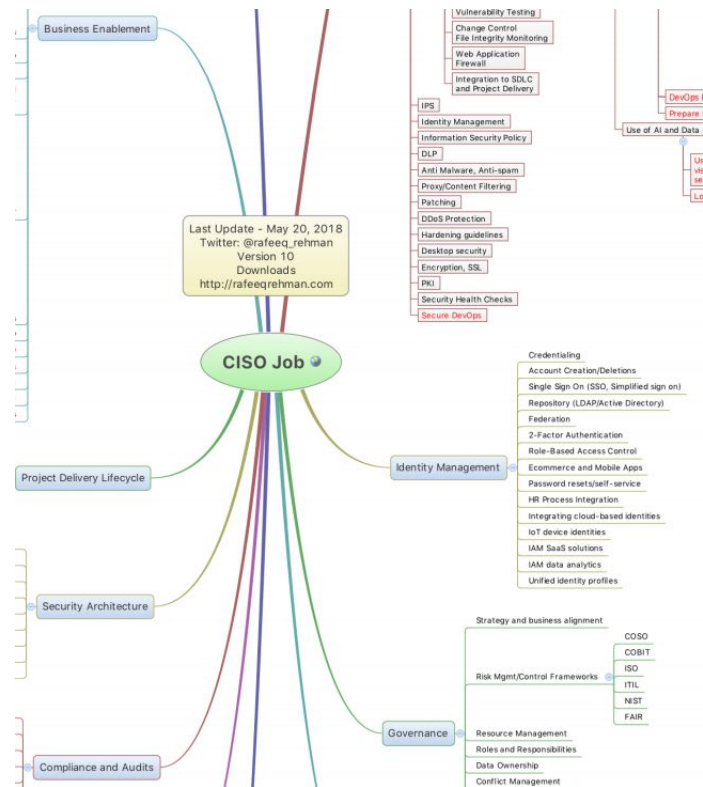 Business Enablement
Vulnerability Testing
Change Control
File Integrity Monitoring
Web Application
Firewall
Integration to SDLC
and Project Delivery
IPS
Identity Management
Information Security Policy
DLP
Anti Malware, Anti-spam
Proxy/Content Filtering
Patching
DDoS Protection
Hardening guidelines
Desktop security
Encryption, SSL
PKI
Security Health Checks
Secure DevOps
DevOps
Prepare
Use of AI and Data
Last Update - May 20, 2018
Twitter: @rafeeq_rehman
Version 10
Downloads
http://rafeeqrehman.com
CISO Job
Identity Management
Credentialing
Account Creation/Deletions
Single Sign On (SSO, Simplified sign on)
Repository (LDAP/Active Directory)
Federation
2-Factor Authentication
Role-Based Access Control
Ecommerce and Mobile Apps
Password resets/self-service
HR Process Integration
Integrating cloud-based identities
IoT device identities
IAM SaaS solutions
IAM data analytics
Unified identity profiles
Project Delivery Lifecycle
Security Architecture
Compliance and Audits
Governance
Strategy and business alignment
Risk Mgmt/Control Frameworks
COSO
COBIT
ISO
ITIL
NIST
FAIR
Resource Management
Roles and Responsibilities
Data Ownership
Conflict Management